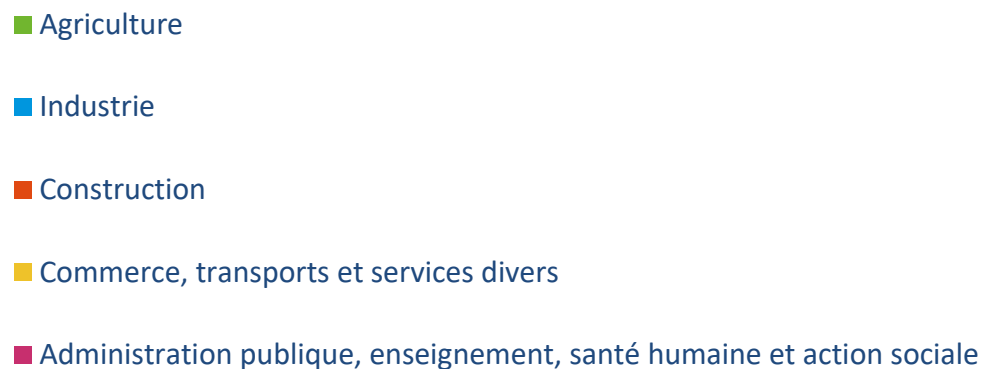 Agriculture
Industrie
Construction
Commerce, transports et services divers
Administration publique, enseignement, santé humaine et action sociale